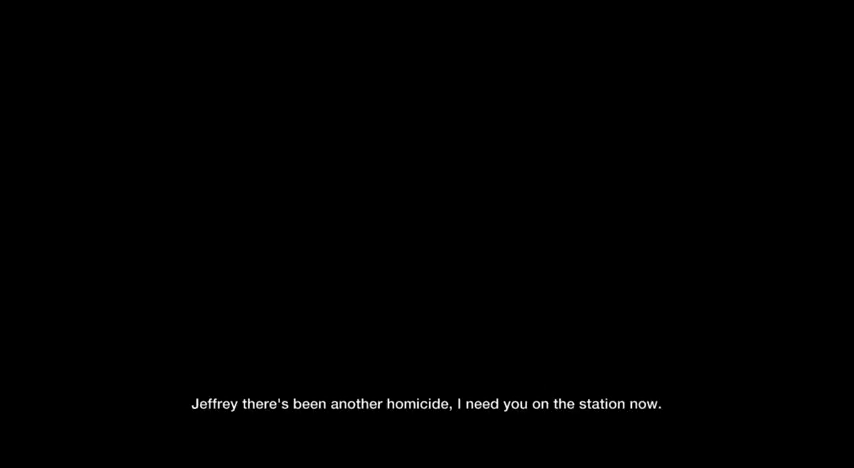 Jeffrey there's been another homicide, I need you on the station now.